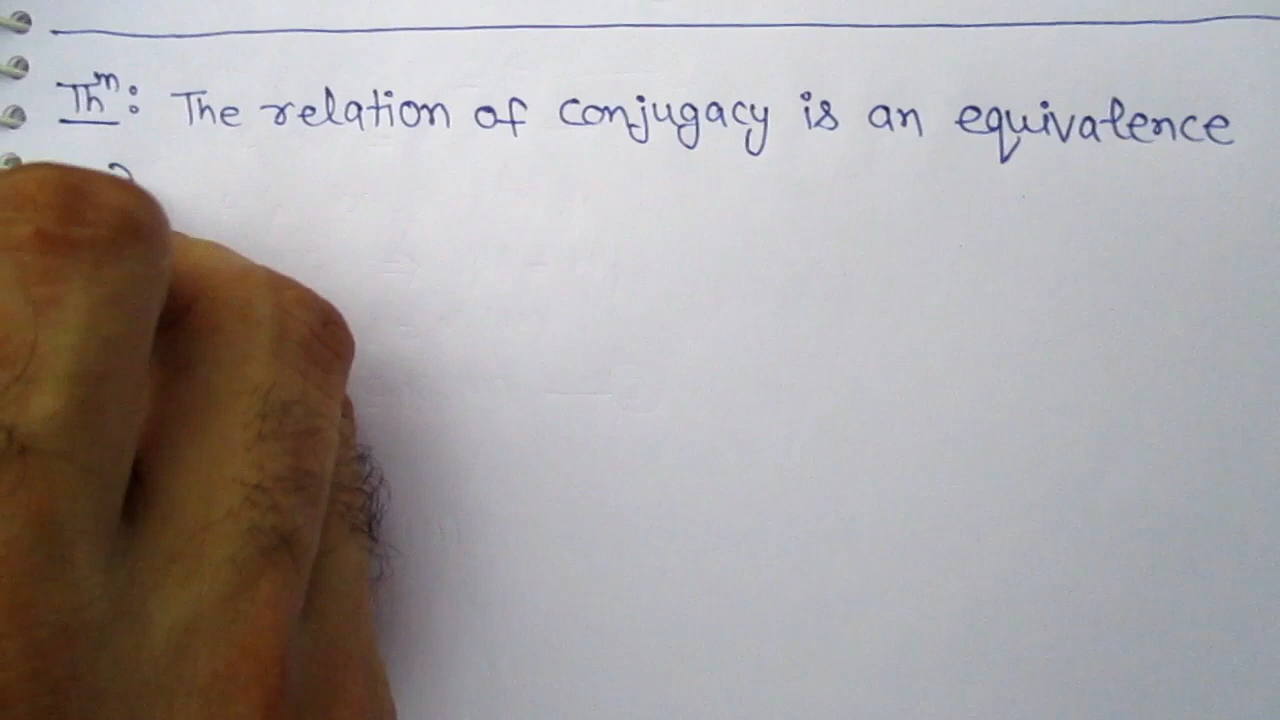 Thm: The relation of conjugacy is an equivalence